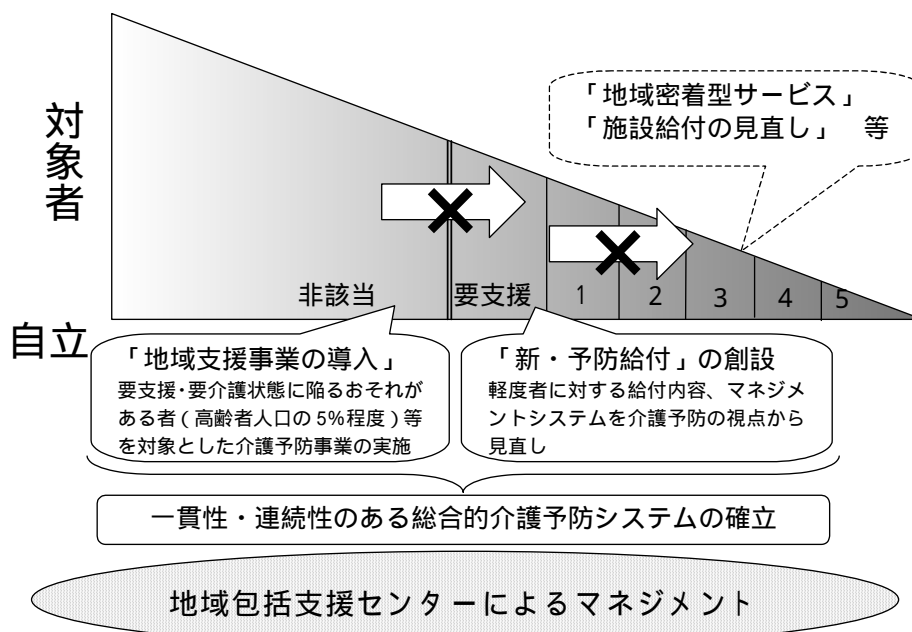 対象者
「地域密着型サービス」
「施設給付の見直し」 等
非該当
要支援
1
2
3
4
5
自立
「地域支援事業の導入」
要支援・要介護状態に陥るおそれが
ある者(高齢者人口の5%程度)等
を対象とした介護予防事業の実施
「新・予防給付」の創設
軽度者に対する給付内容、マネジメ
ントシステムを介護予防の視点から
見直し
一貫性・連続性のある総合的介護予防システムの確立
地域包括支援センターによるマネジメント